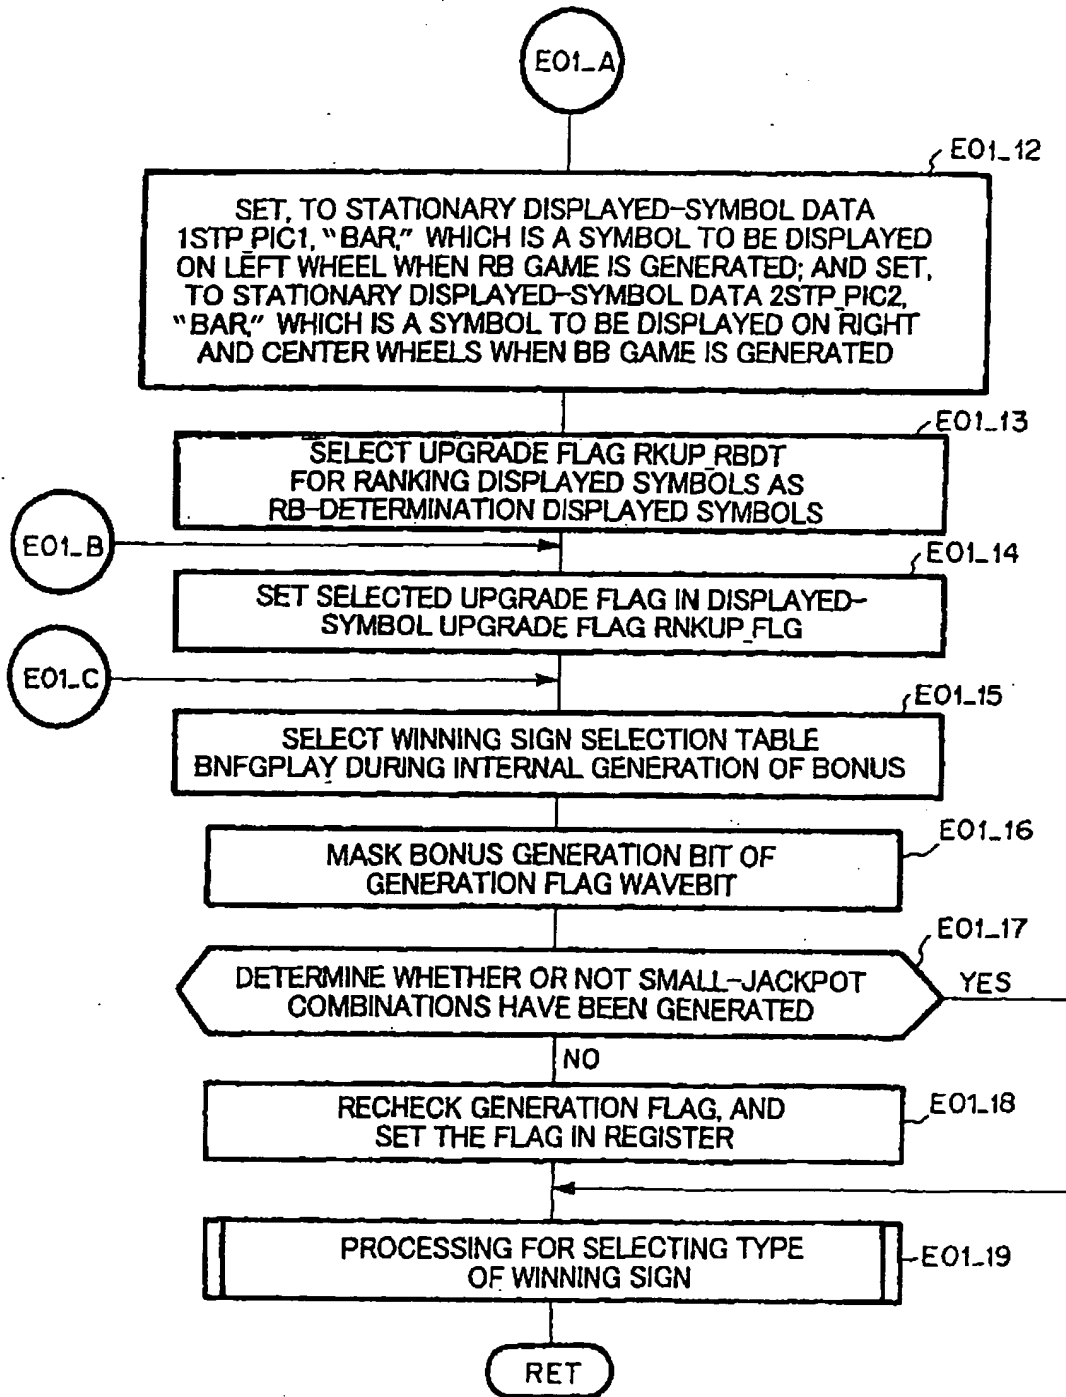 E01_A
E01_12
SET, TO STATIONARY DISPLAYED-SYMBOL DATA
1STP_PIC1, "BAR," WHICH IS A SYMBOL TO BE DISPLAYED
ON LEFT WHEEL WHEN RB GAME IS GENERATED; AND SET,
TO STATIONARY DISPLAYED-SYMBOL DATA 2STP_PIC2,
"BAR," WHICH IS A SYMBOL TO BE DISPLAYED ON RIGHT
AND CENTER WHEELS WHEN BB GAME IS GENERATED
E01_13
SELECT UPGRADE FLAG RKUP_RBDT
FOR RANKING DISPLAYED SYMBOLS AS
RB-DETERMINATION DISPLAYED SYMBOLS
E01_B
E01_14
SET SELECTED UPGRADE FLAG IN DISPLAYED-
SYMBOL UPGRADE FLAG RNKUP_FLG
E01_C
E01_15
SELECT WINNING SIGN SELECTION TABLE
BNFGPLAY DURING INTERNAL GENERATION OF BONUS
E01_16
MASK BONUS GENERATION BIT OF
GENERATION FLAG WAVEBIT
E01_17
DETERMINE WHETHER OR NOT SMALL-JACKPOT
COMBINATIONS HAVE BEEN GENERATED
YES
NO
E01_18
RECHECK GENERATION FLAG, AND
SET THE FLAG IN REGISTER
PROCESSING FOR SELECTING TYPE
OF WINNING SIGN
E01_19
RET